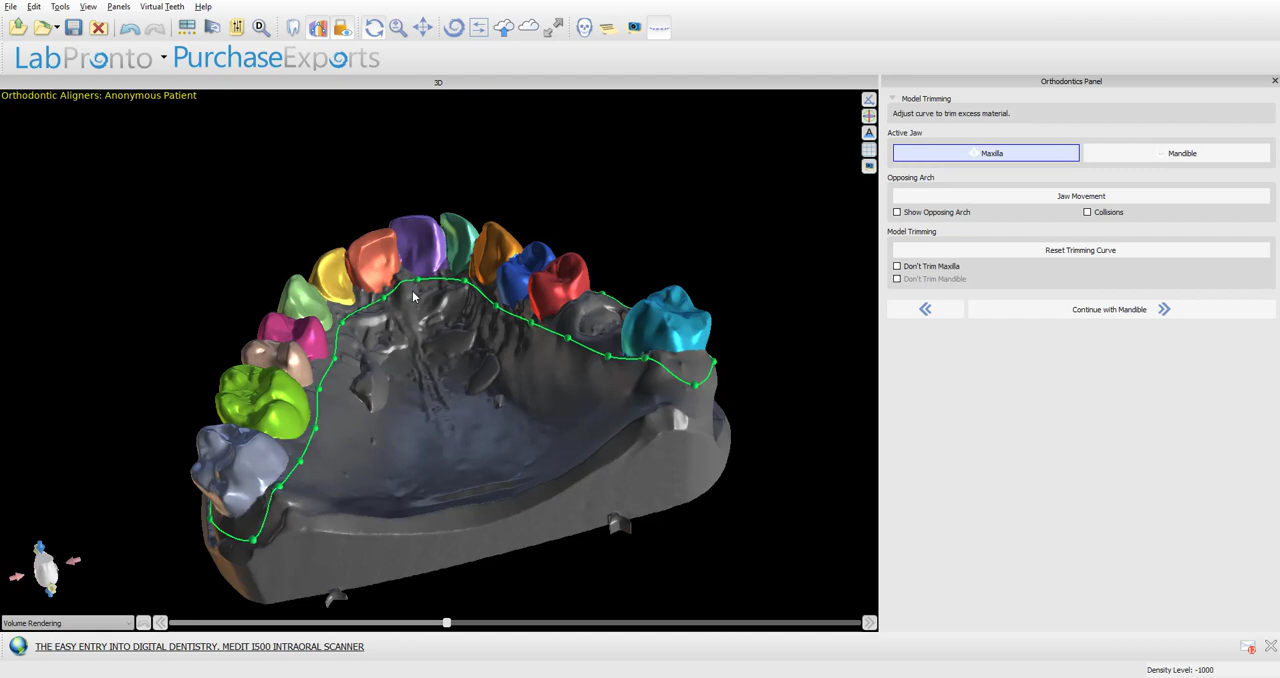 File Edit Tools View Panels Virtual Teeth Help
LabPronto PurchaseExports
3D
Orthodontics Panel
Orthodontic Aligners: Anonymous Patient
Model Trimming
Adjust curve to trim excess material.
Active Jaw
Maxilla Mandible
Opposing Arch
Jaw Movement
Show Opposing Arch Collisions
Model Trimming
Reset Trimming Curve
Don't Trim Maxilla
Don't Trim Mandible
Continue with Mandible
Volume Rendering
THE EASY ENTRY INTO DIGITAL DENTISTRY, MEDIT I500 INTRAORAL SCANNER
Density Level: -1000